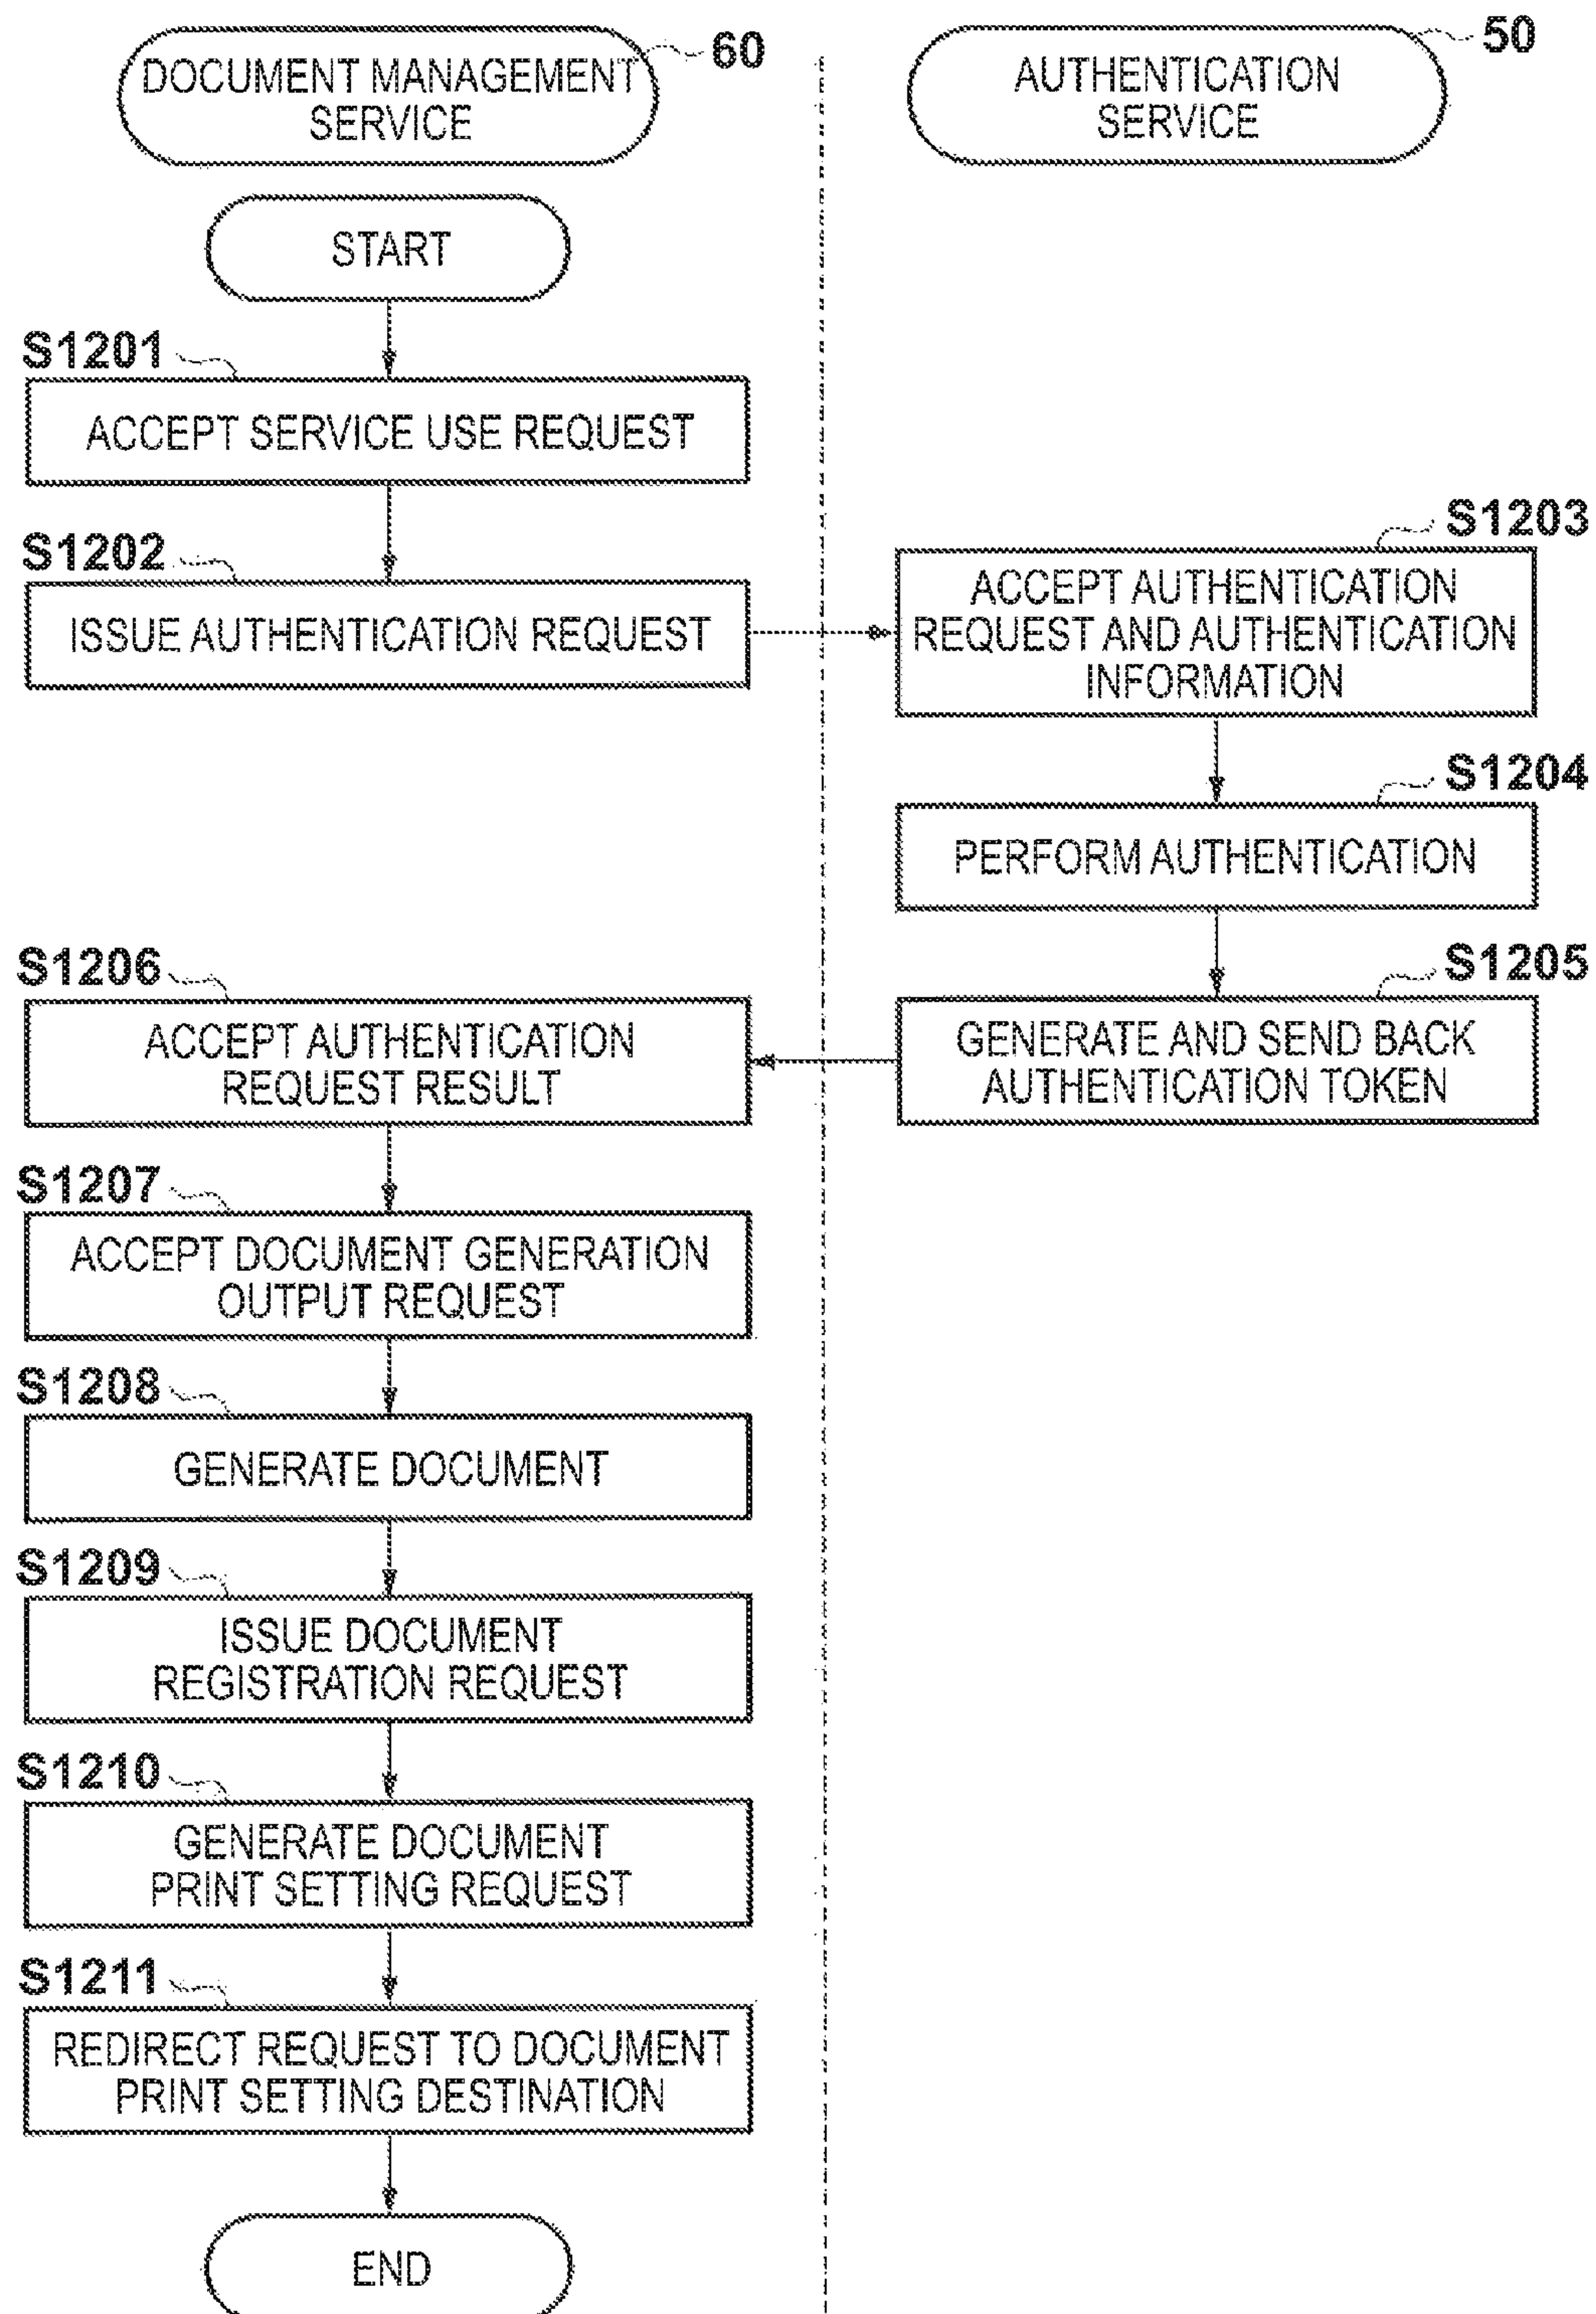 DOCUMENT MANAGEMENT
SERVICE
60
AUTHENTICATION
SERVICE
50
START
S1201
ACCEPT SERVICE USE REQUEST
S1202
ISSUE AUTHENTICATION REQUEST
S1203
ACCEPT AUTHENTICATION
REQUEST AND AUTHENTICATION
INFORMATION
S1204
PERFORM AUTHENTICATION
S1205
GENERATE AND SEND BACK
AUTHENTICATION TOKEN
S1206
ACCEPT AUTHENTICATION
REQUEST RESULT
S1207
ACCEPT DOCUMENT GENERATION
OUTPUT REQUEST
S1208
GENERATE DOCUMENT
S1209
ISSUE DOCUMENT
REGISTRATION REQUEST
S1210
GENERATE DOCUMENT
PRINT SETTING REQUEST
S1211
REDIRECT REQUEST TO DOCUMENT
PRINT SETTING DESTINATION
END